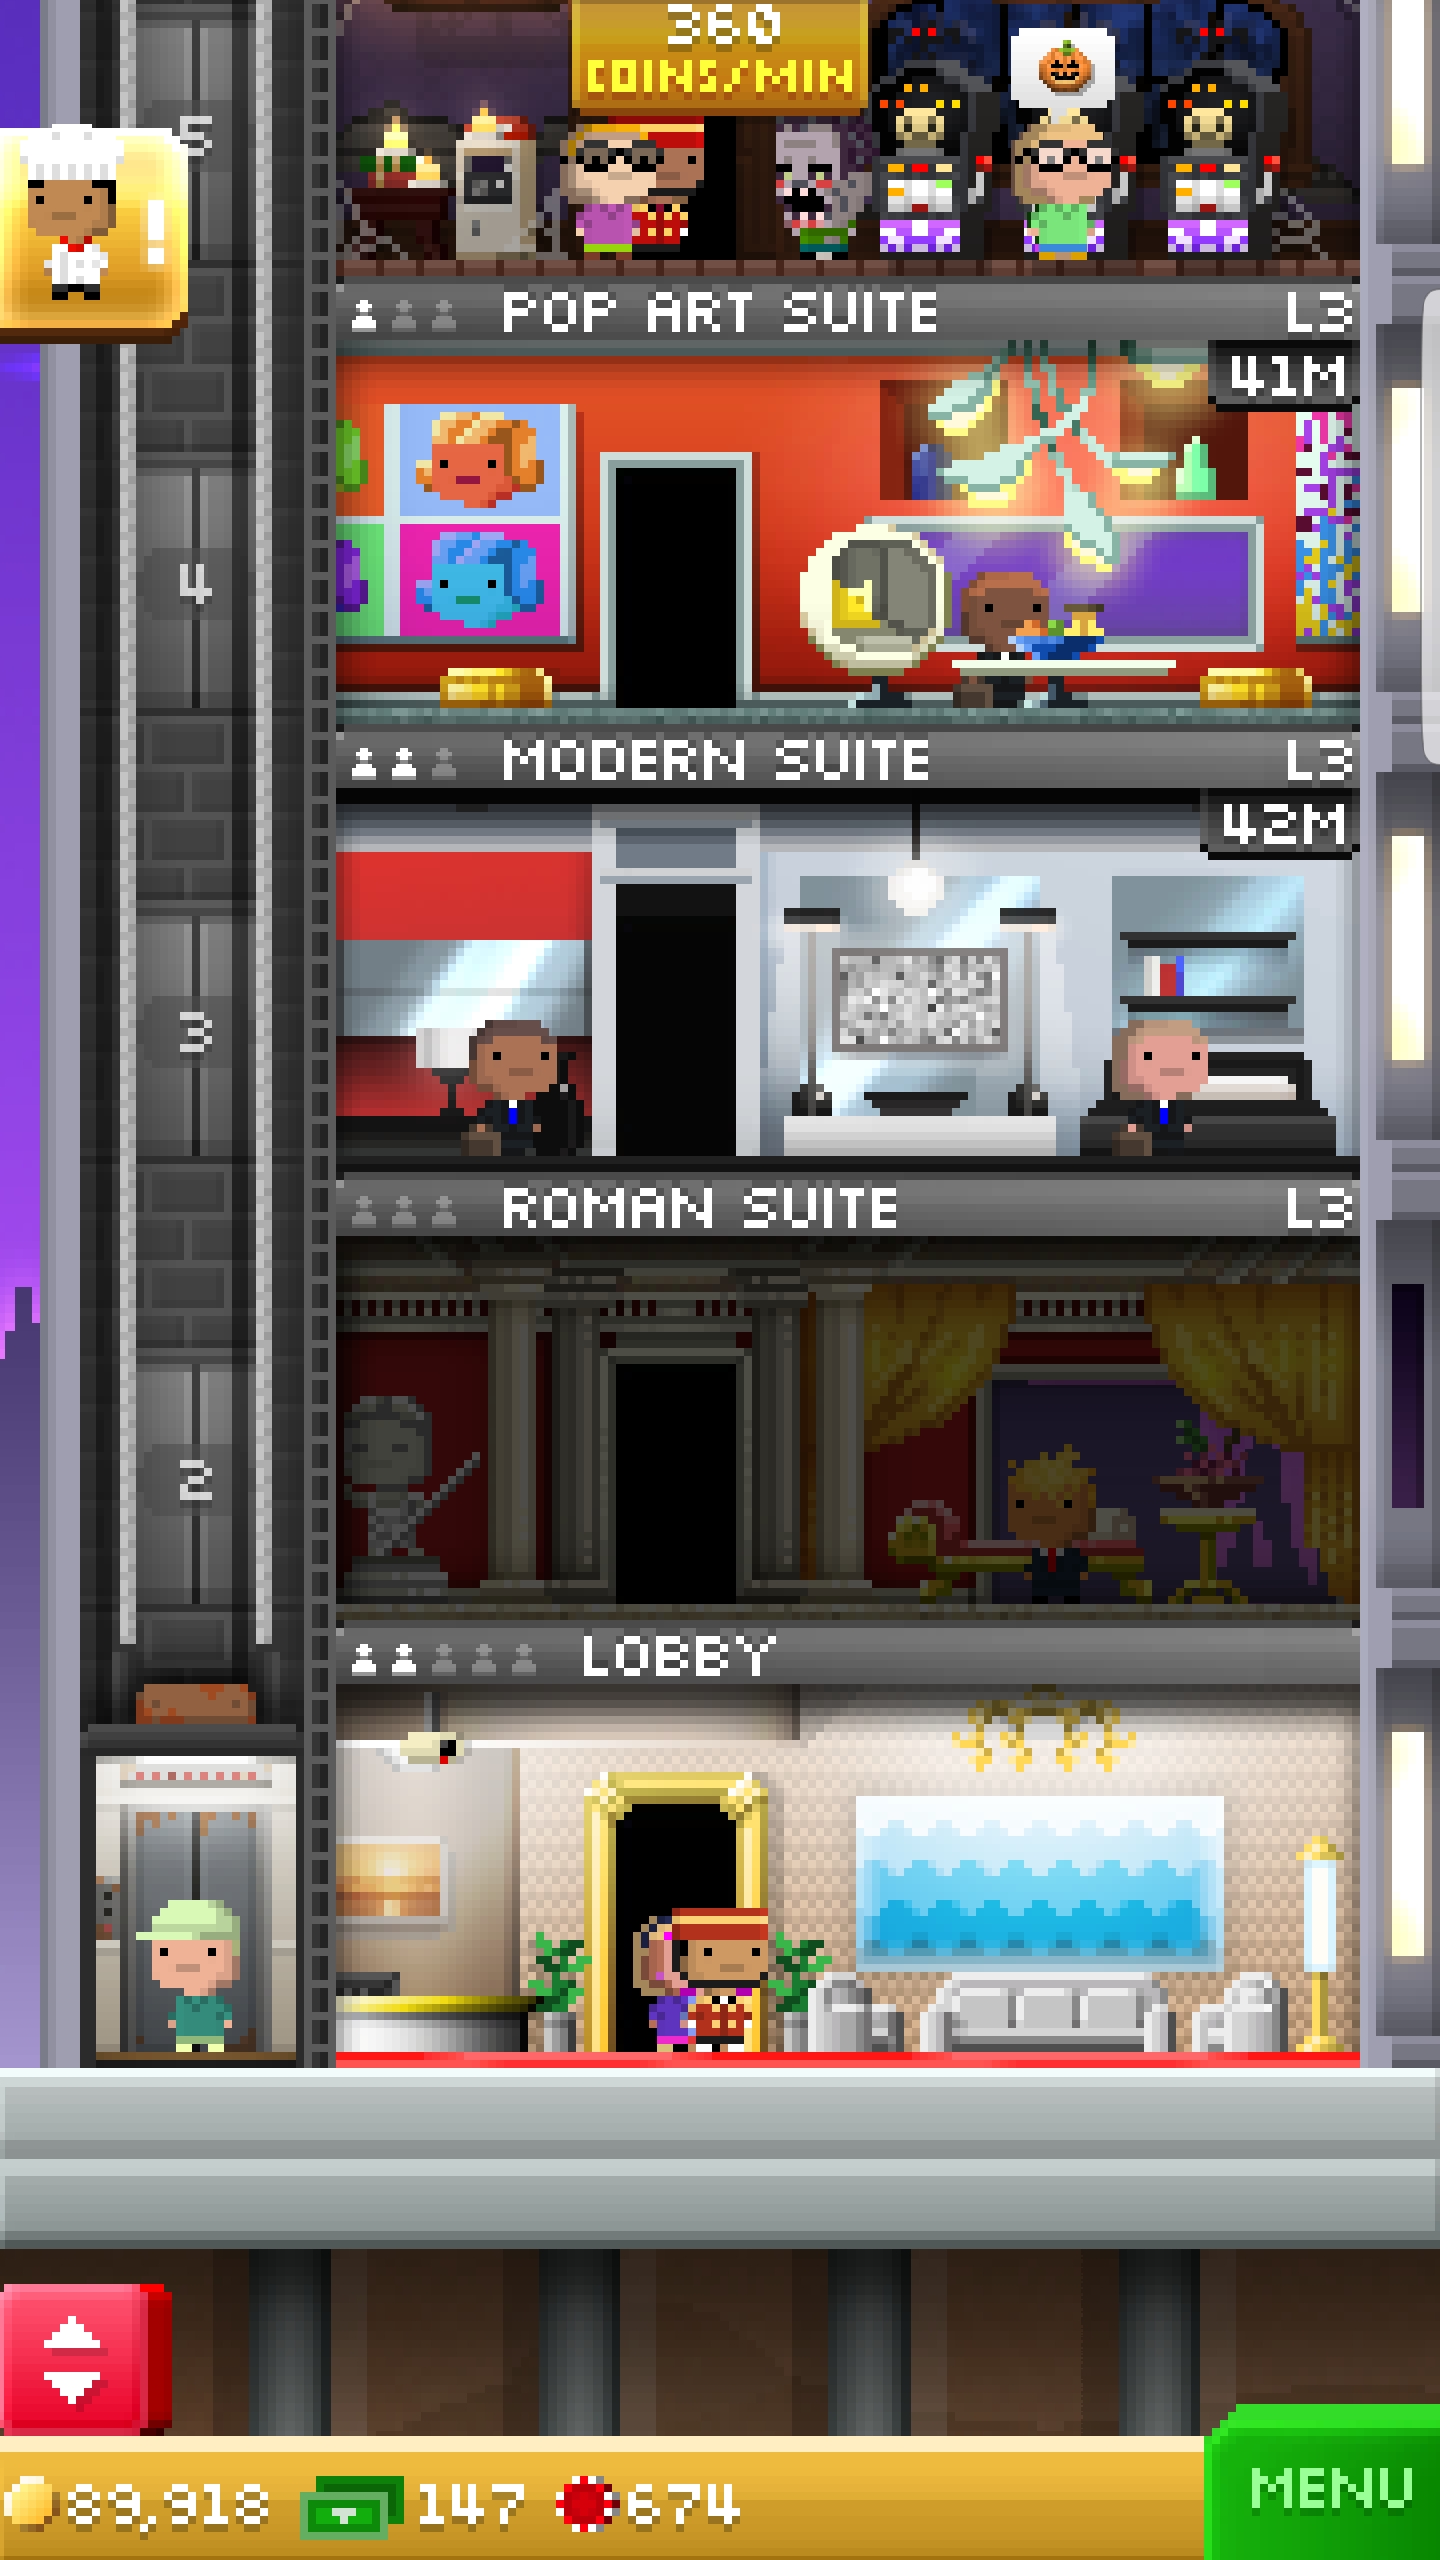 360
COINS/MIN
5
!
POP ART SUITE L3
41M
4
MODERN SUITE L3
42M
3
ROMAN SUITE L3
2
LOBBY
89,918 147 674
MENU